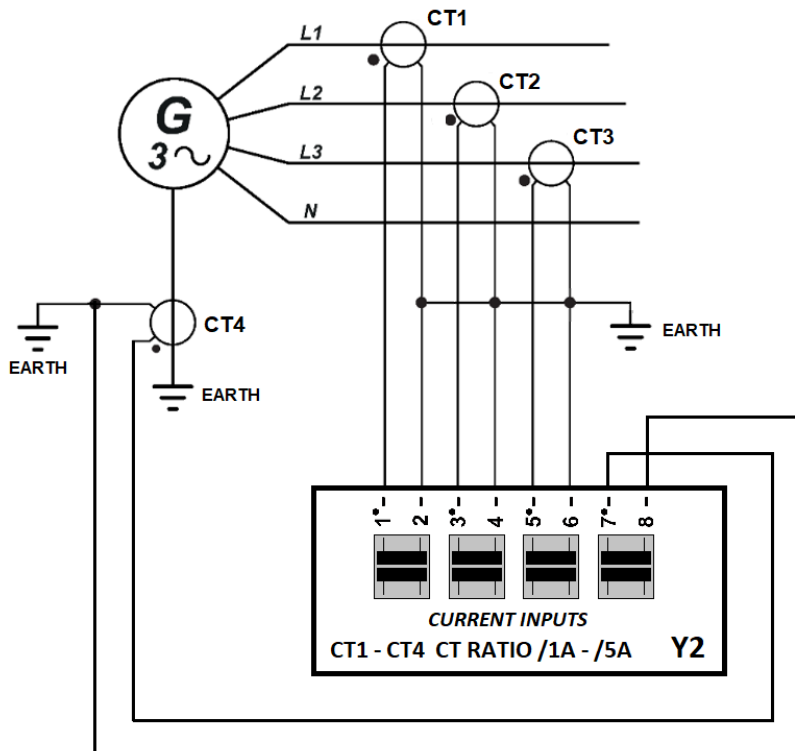 CT1
L1
CT2
L2
G
3~
CT3
L3
N
CT4
EARTH
EARTH
EARTH
1•- 2- 3•- 4- 5•- 6- 7•- 8-
CURRENT INPUTS
CT1 - CT4 CT RATIO /1A - /5A Y2